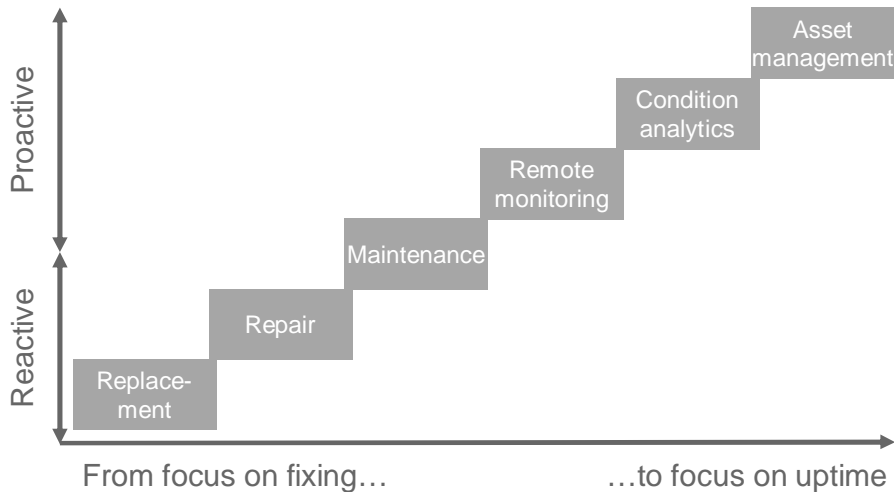 Asset
management
Condition
analytics
Remote
monitoring
Maintenance
Repair
Replace-
ment
Proactive
Reactive
From focus on fixing…
…to focus on uptime